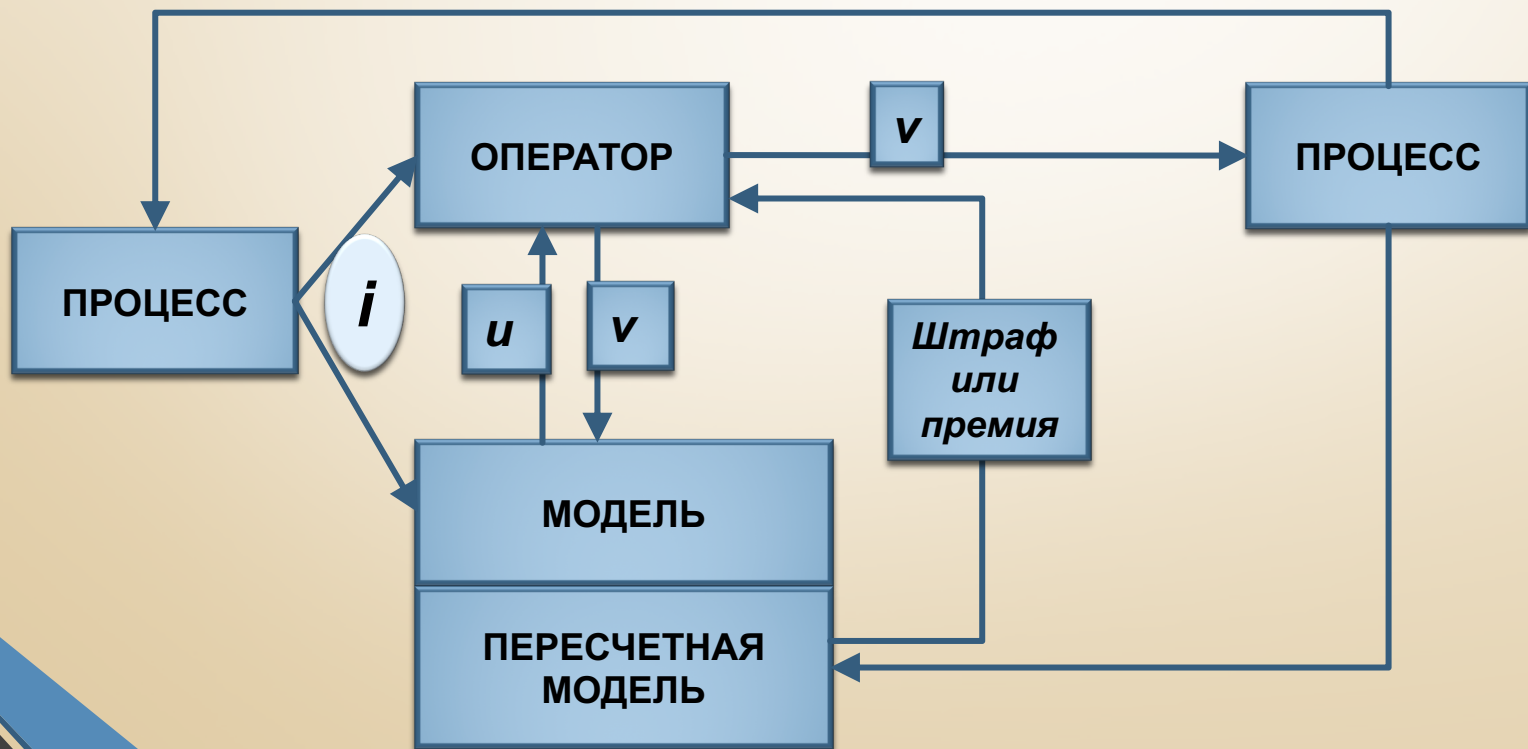 ОПЕРАТОР
v
ПРОЦЕСС
ПРОЦЕСС
i
u
v
Штраф
или
премия
МОДЕЛЬ
ПЕРЕСЧЕТНАЯ
МОДЕЛЬ